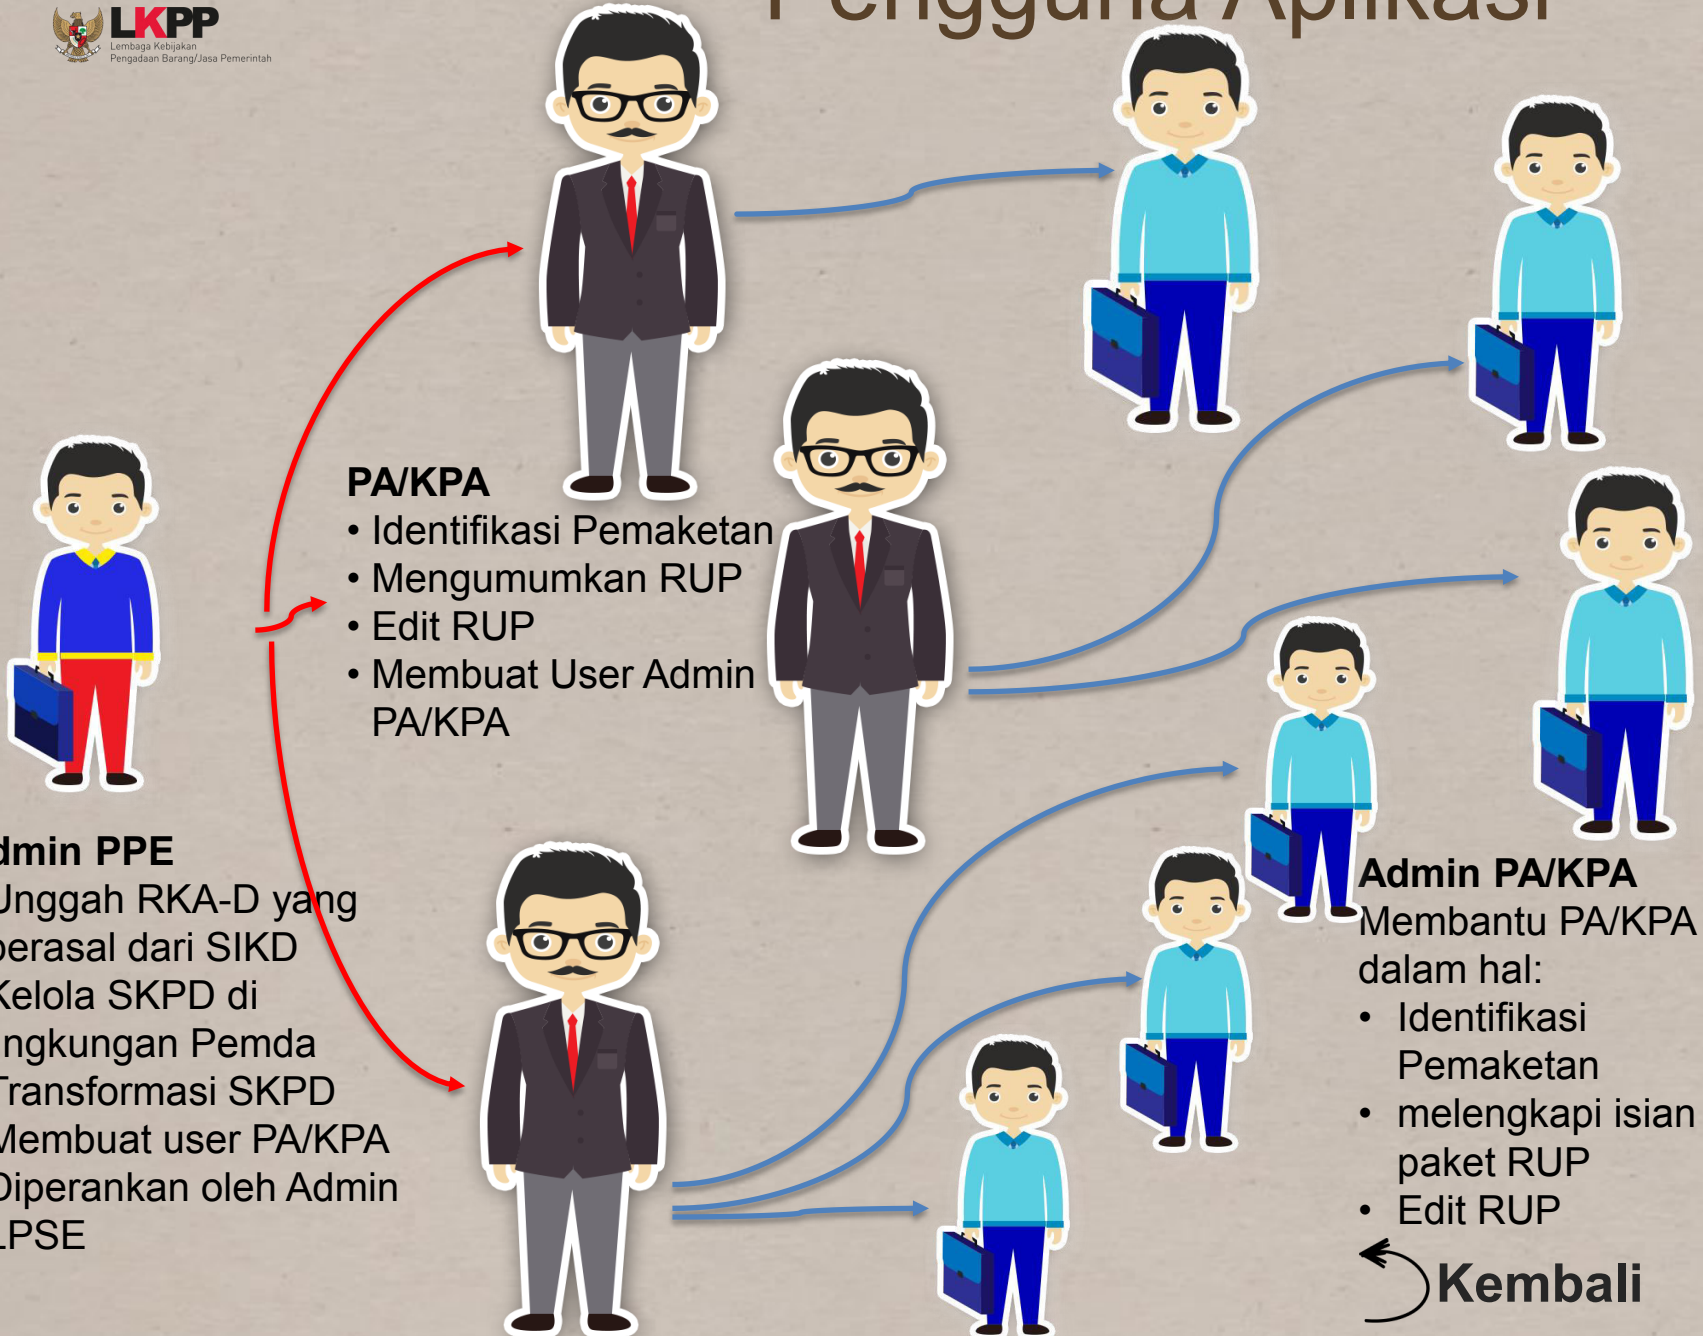 LKPP
Lembaga Kebijakan
Pengadaan Barang/Jasa Pemerintah
Pengguna Aplikasi
PA/KPA
• Identifikasi Pemaketan
• Mengumumkan RUP
• Edit RUP
• Membuat User Admin
PA/KPA
dmin PPE
Unggah RKA-D yang
berasal dari SIKD
Kelola SKPD di
ingkungan Pemda
Transformasi SKPD
Membuat user PA/KPA
Diperankan oleh Admin
LPSE
Admin PA/KPA
Membantu PA/KPA
dalam hal:
• Identifikasi
Pemaketan
• melengkapi isian
paket RUP
• Edit RUP
Kembali